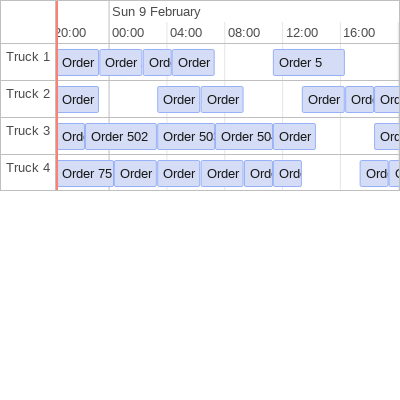 Sun 9 February
20:00 00:00 04:00 08:00 12:00 16:00
Truck 1 Order Order Ord Order Order 5
Truck 2 Order Order Order Order Ord Ord
Truck 3 Ord Order 502 Order 50 Order 50 Order Ord
Truck 4 Order 75 Order Order Order Ord Ord Ord